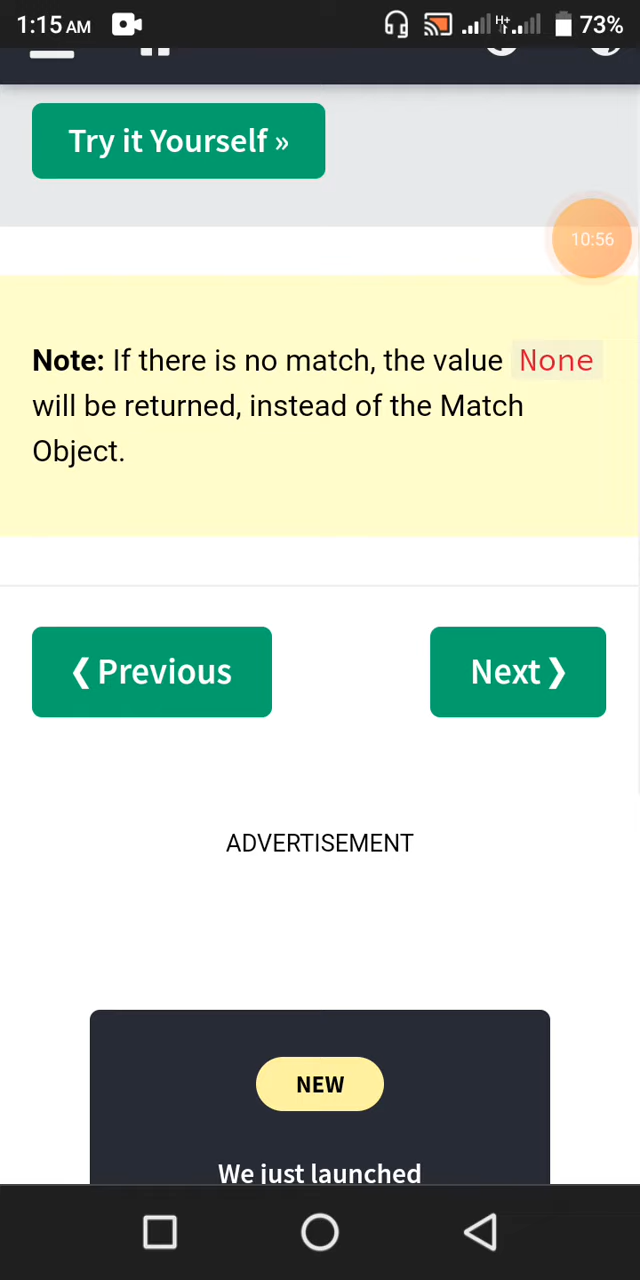 1:15 AM H+ 73%
Try it Yourself »
10:56
Note: If there is no match, the value None
will be returned, instead of the Match
Object.
❮ Previous Next ❯
ADVERTISEMENT
NEW
We just launched